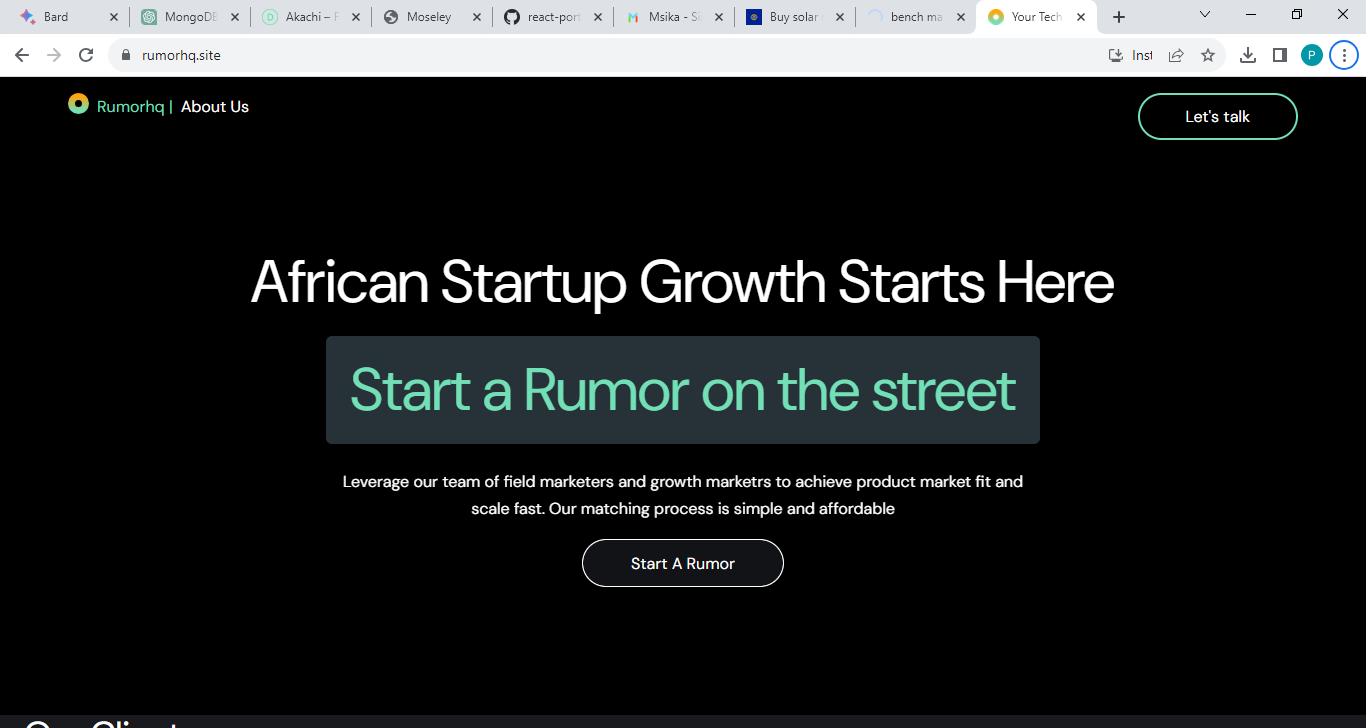 Bard
MongoDB
Akachi – F
Moseley
react-port
Msika - Si
Buy solar
bench ma
Your Tech
rumorhq.site
Inst
P
Rumorhq | About Us
Let's talk
African Startup Growth Starts Here
Start a Rumor on the street
Leverage our team of field marketers and growth marketrs to achieve product market fit and
scale fast. Our matching process is simple and affordable
Start A Rumor